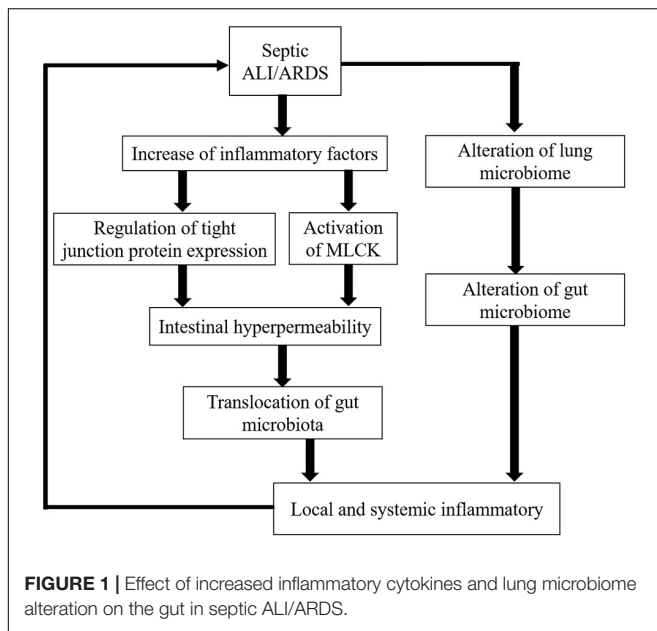 Septic
ALI/ARDS
Increase of inflammatory factors
Alteration of lung
microbiome
Regulation of tight
junction protein expression
Activation
of MLCK
Alteration of gut
microbiome
Intestinal hyperpermeability
Translocation of gut
microbiota
Local and systemic inflammatory
FIGURE 1 | Effect of increased inflammatory cytokines and lung microbiome
alteration on the gut in septic ALI/ARDS.